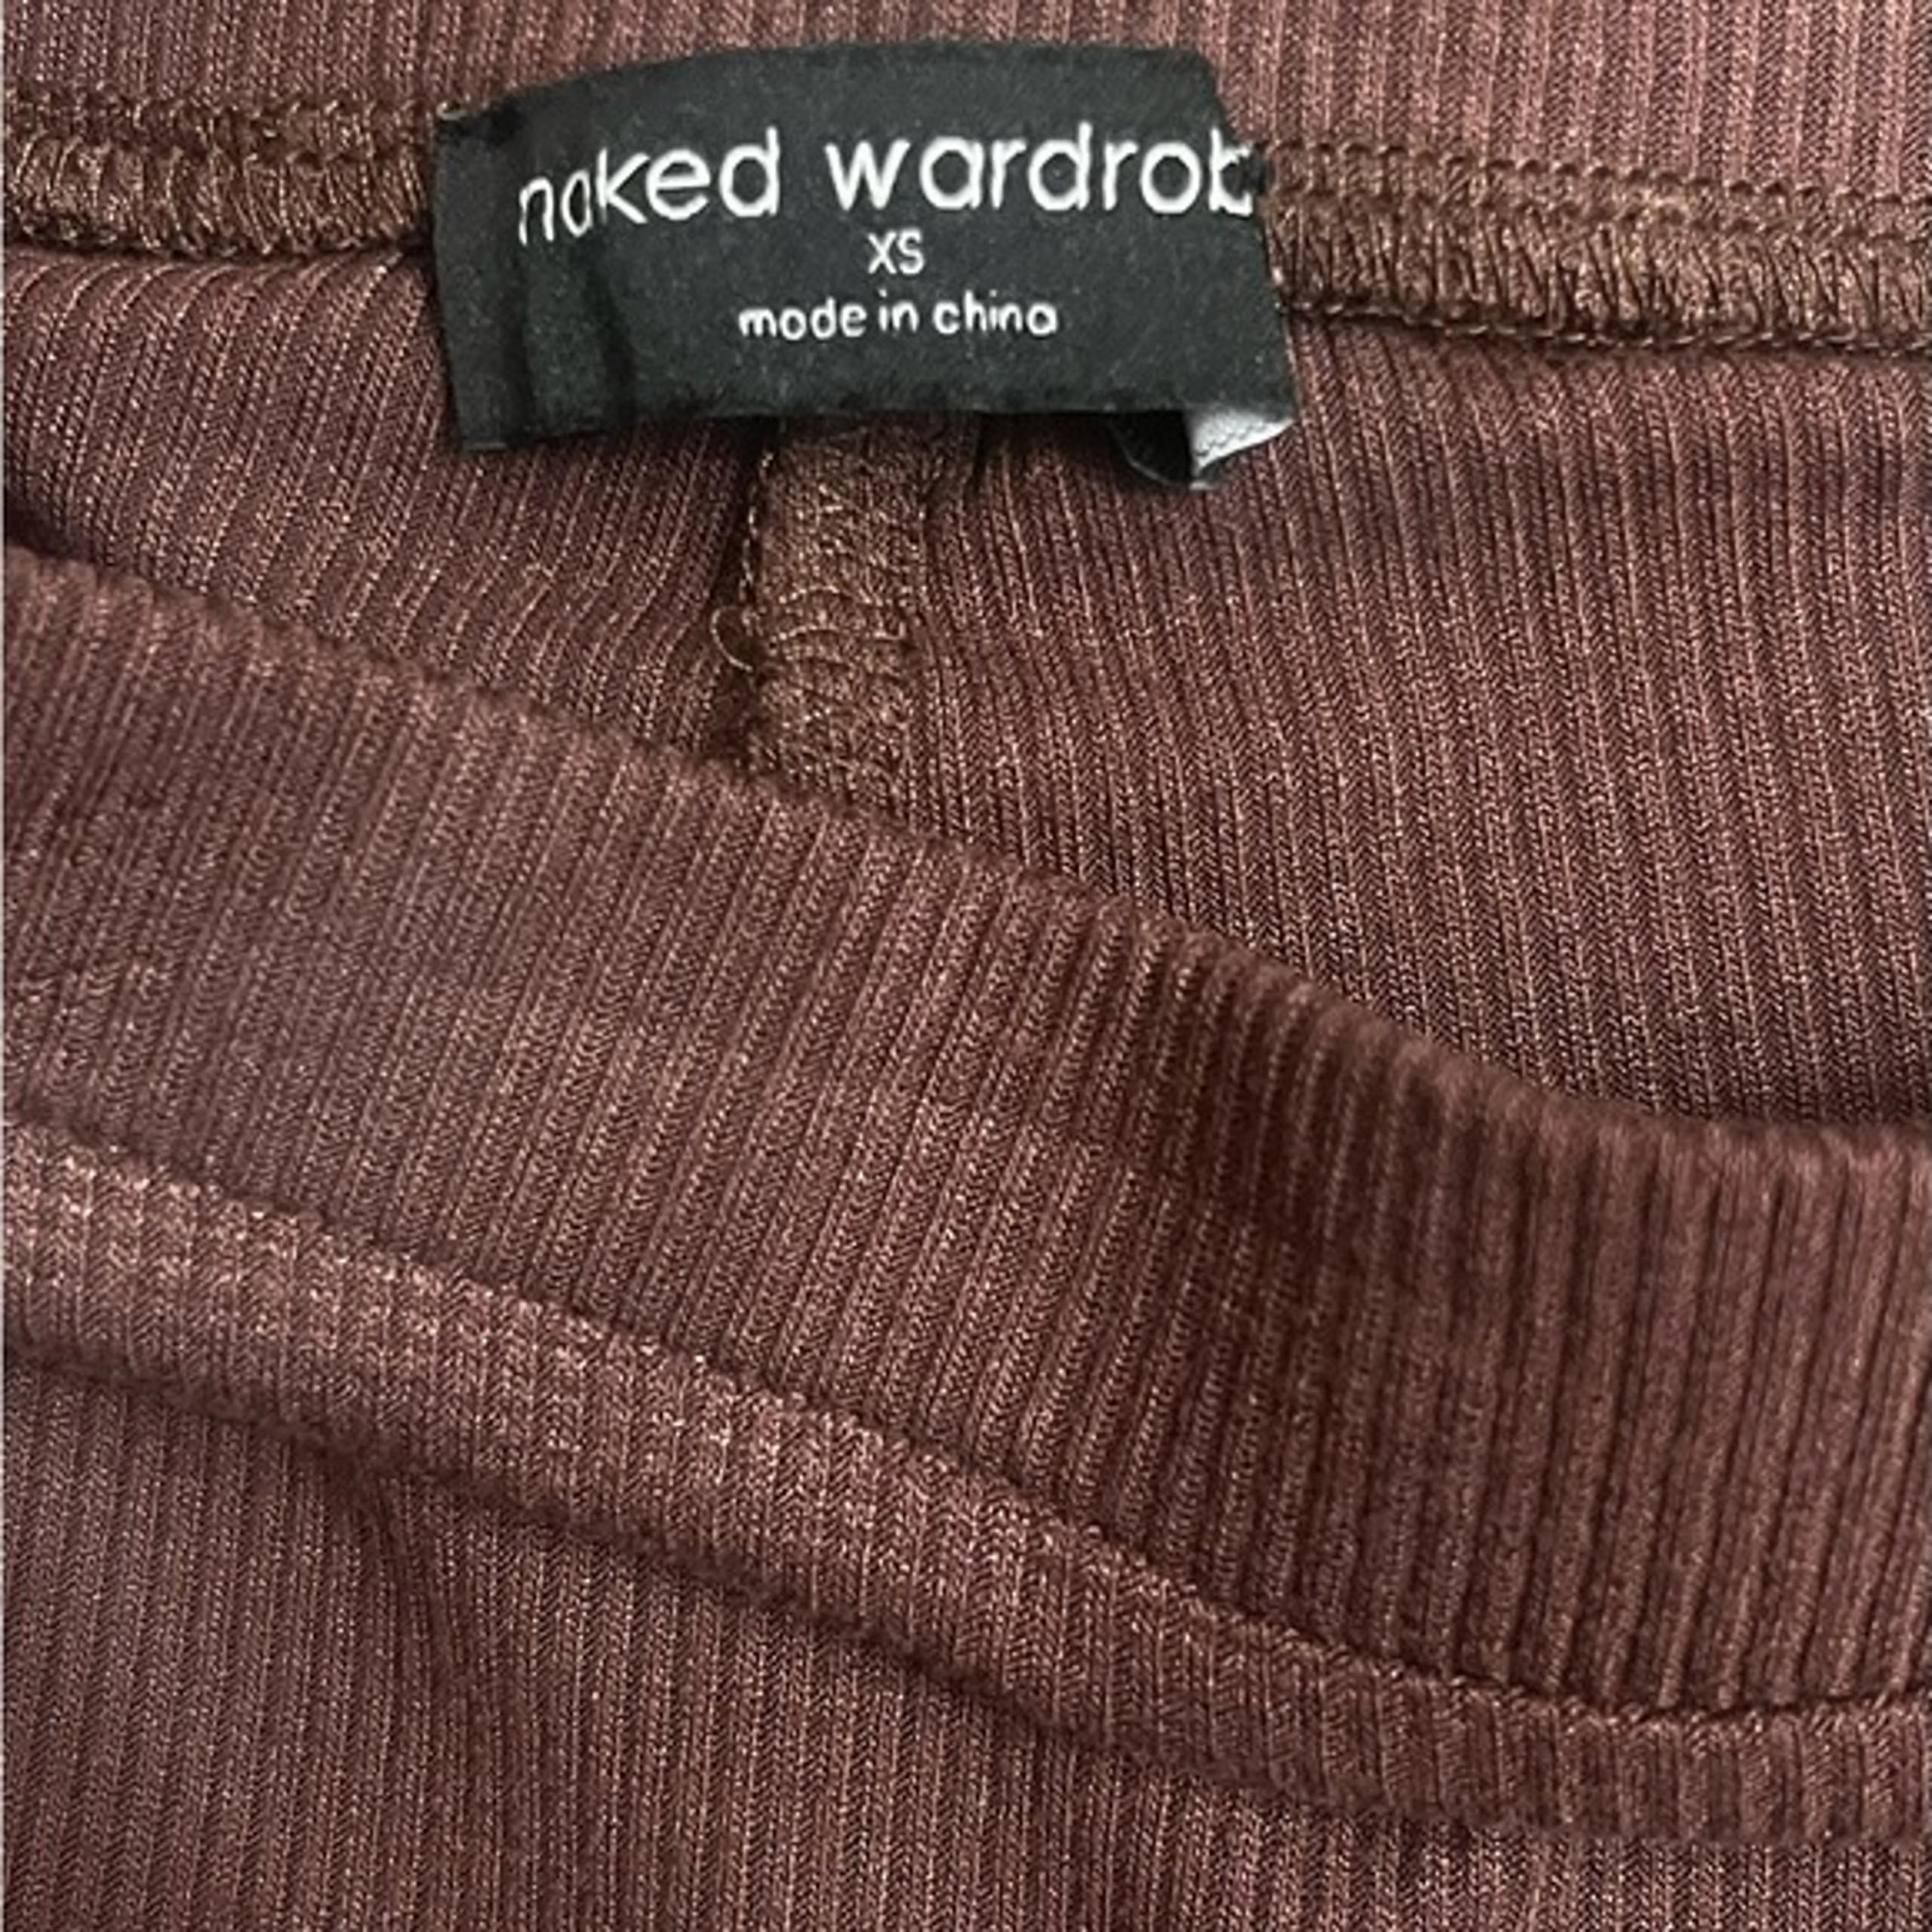 naked wardrob
XS
made in china